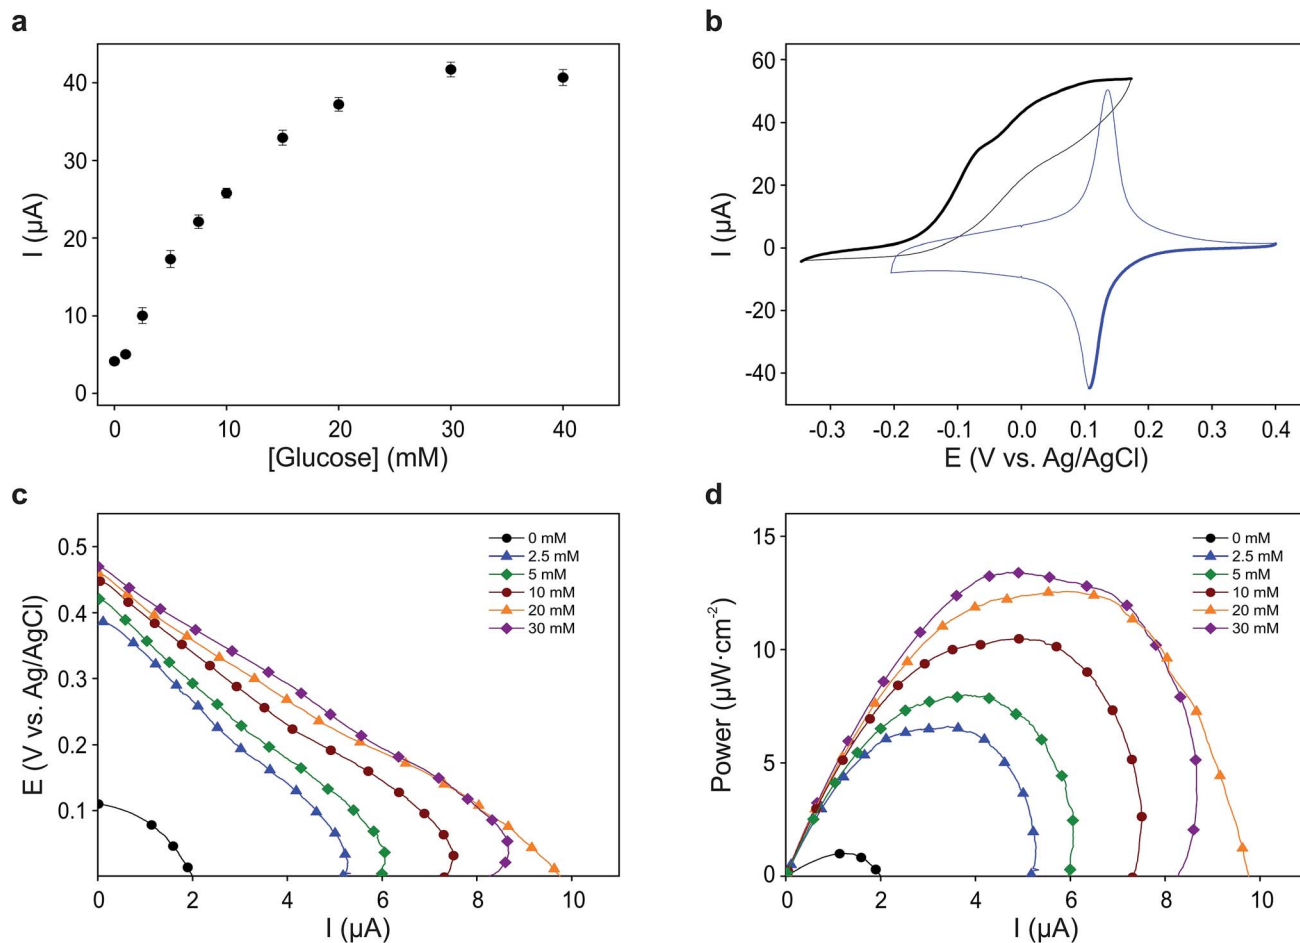 a
I (µA)
40
30
20
10
0
0 10 20 30 40
[Glucose] (mM)
b
I (µA)
60
40
20
0
-20
-40
-0.3 -0.2 -0.1 0.0 0.1 0.2 0.3 0.4
E (V vs. Ag/AgCl)
c
E (V vs. Ag/AgCl)
0.5
0.4
0.3
0.2
0.1
0 2 4 6 8 10
I (µA)
0 mM
2.5 mM
5 mM
10 mM
20 mM
30 mM
d
Power (µW·cm-2)
15
10
5
0
0 2 4 6 8 10
I (µA)
0 mM
2.5 mM
5 mM
10 mM
20 mM
30 mM